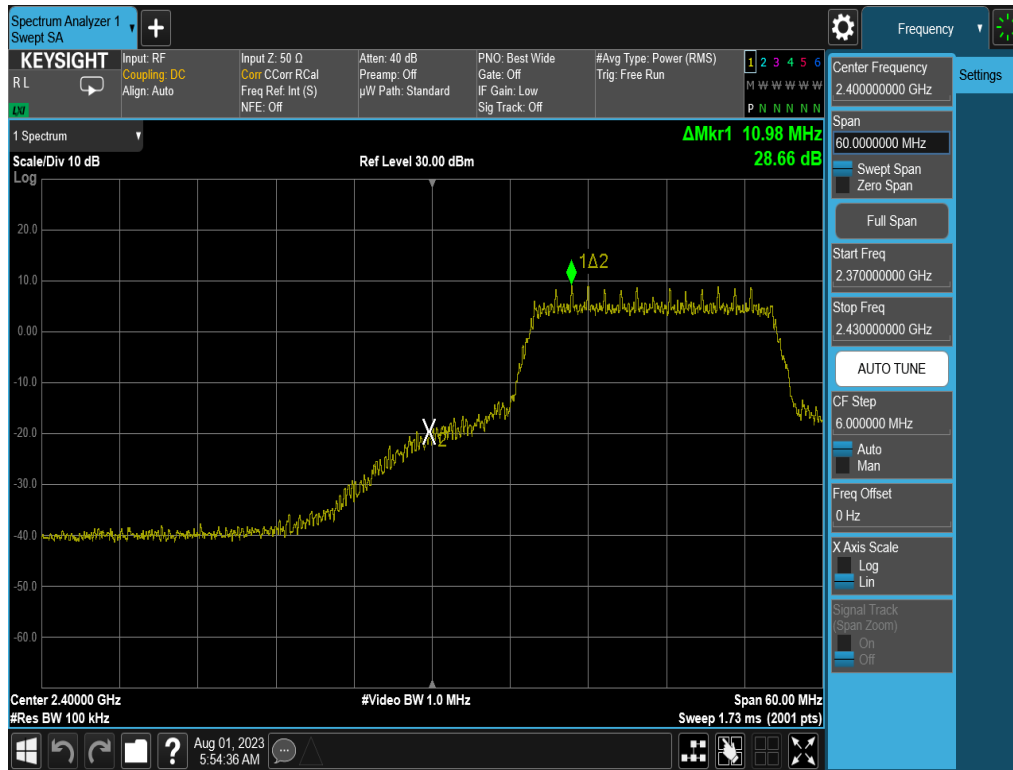 Spectrum Analyzer 1
Swept SA
+
Frequency
KEYSIGHT
R L
LXI
Input: RF
Coupling: DC
Align: Auto
Input Z: 50 Ω
Corr CCorr RCal
Freq Ref: Int (S)
NFE: Off
Atten: 40 dB
Preamp: Off
µW Path: Standard
PNO: Best Wide
Gate: Off
IF Gain: Low
Sig Track: Off
#Avg Type: Power (RMS)
Trig: Free Run
1 2 3 4 5 6
M W W W W W
P N N N N N
1 Spectrum
ΔMkr1 10.98 MHz
28.66 dB
Scale/Div 10 dB
Ref Level 30.00 dBm
Log
20.0
10.0
0.00
-10.0
-20.0
-30.0
-40.0
-50.0
-60.0
1Δ2
X2
Center 2.40000 GHz
#Video BW 1.0 MHz
Span 60.00 MHz
#Res BW 100 kHz
Sweep 1.73 ms (2001 pts)
Aug 01, 2023
5:54:36 AM
?
Center Frequency
2.400000000 GHz
Settings
Span
60.0000000 MHz
Swept Span
Zero Span
Full Span
Start Freq
2.370000000 GHz
Stop Freq
2.430000000 GHz
AUTO TUNE
CF Step
6.000000 MHz
Auto
Man
Freq Offset
0 Hz
X Axis Scale
Log
Lin
Signal Track
(Span Zoom)
On
Off